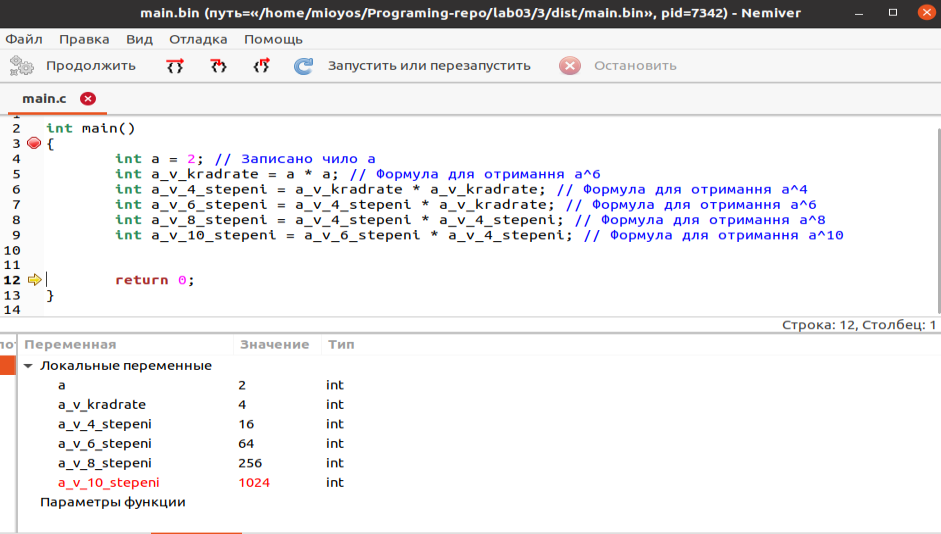 main.bin (путь=«/home/mioyos/Programing-repo/lab03/3/dist/main.bin», pid=7342) - Nemiver
Файл Правка Вид Отладка Помощь
Продолжить Запустить или перезапустить Остановить
main.c
1
2 int main()
3 {
4 int a = 2; // Записано чило a
5 int a_v_kradrate = a * a; // Формула для отримання a^6
6 int a_v_4_stepeni = a_v_kradrate * a_v_kradrate; // Формула для отримання a^4
7 int a_v_6_stepeni = a_v_4_stepeni * a_v_kradrate; // Формула для отримання a^6
8 int a_v_8_stepeni = a_v_4_stepeni * a_v_4_stepeni; // Формула для отримання a^8
9 int a_v_10_stepeni = a_v_6_stepeni * a_v_4_stepeni; // Формула для отримання a^10
10
11
12 return 0;
13 }
14
Строка: 12, Столбец: 1
Переменная Значение Тип
Локальные переменные
a 2 int
a_v_kradrate 4 int
a_v_4_stepeni 16 int
a_v_6_stepeni 64 int
a_v_8_stepeni 256 int
a_v_10_stepeni 1024 int
Параметры функции